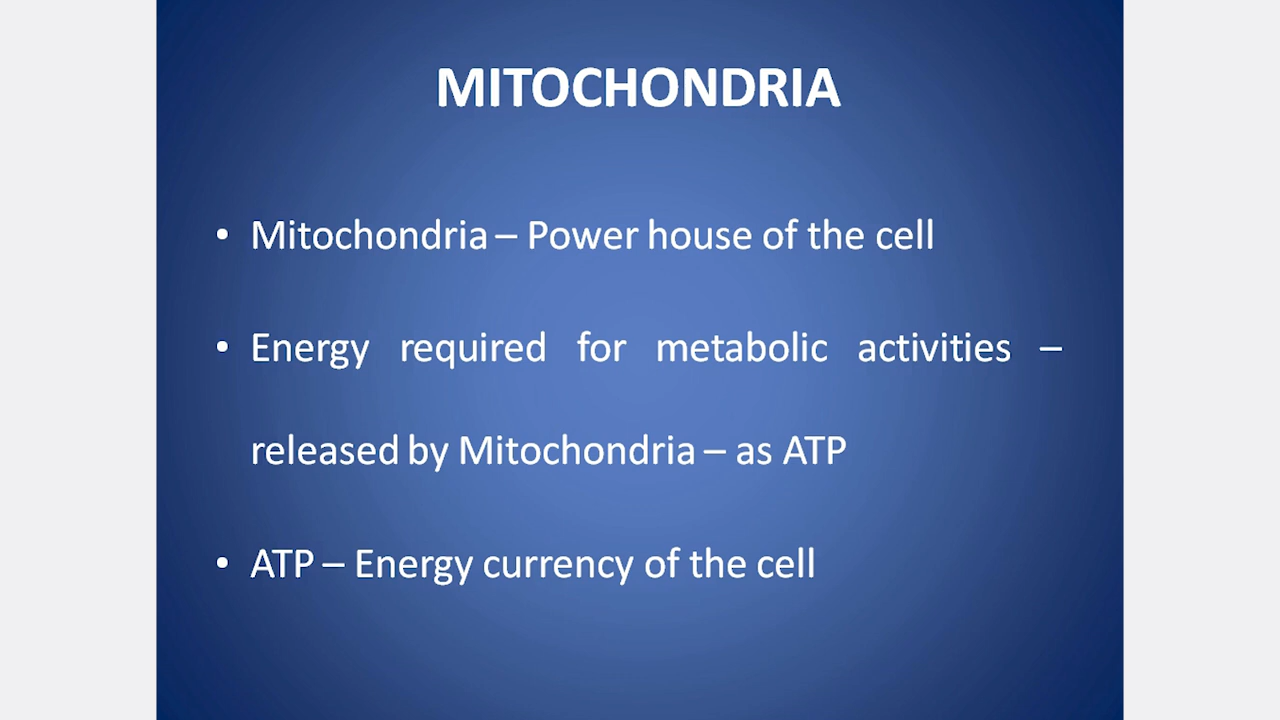 MITOCHONDRIA
• Mitochondria – Power house of the cell
• Energy required for metabolic activities –
released by Mitochondria – as ATP
• ATP – Energy currency of the cell